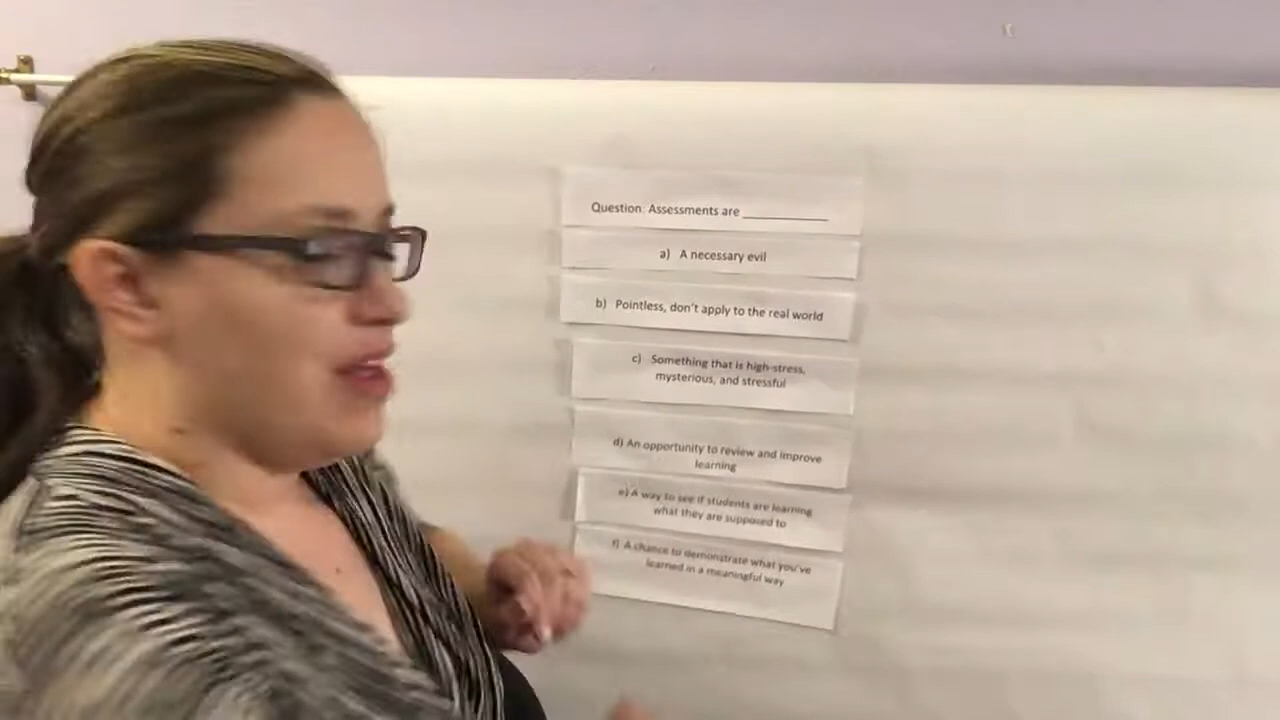 Question: Assessments are ____________
a) A necessary evil
b) Pointless, don't apply to the real world
c) Something that is high-stress,
mysterious, and stressful
d) An opportunity to review and improve
learning
e) A way to see if students are learning
what they are supposed to
f) A chance to demonstrate what you've
learned in a meaningful way